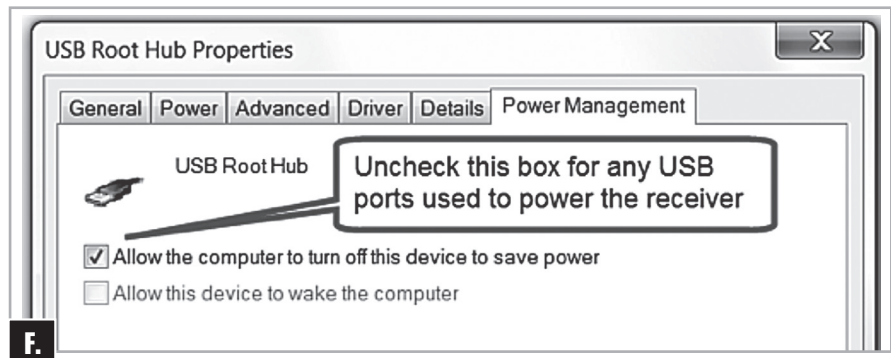 USB Root Hub Properties
X
General Power Advanced Driver Details Power Management
USB Root Hub
Uncheck this box for any USB
ports used to power the receiver
Allow the computer to turn off this device to save power
Allow this device to wake the computer
F.